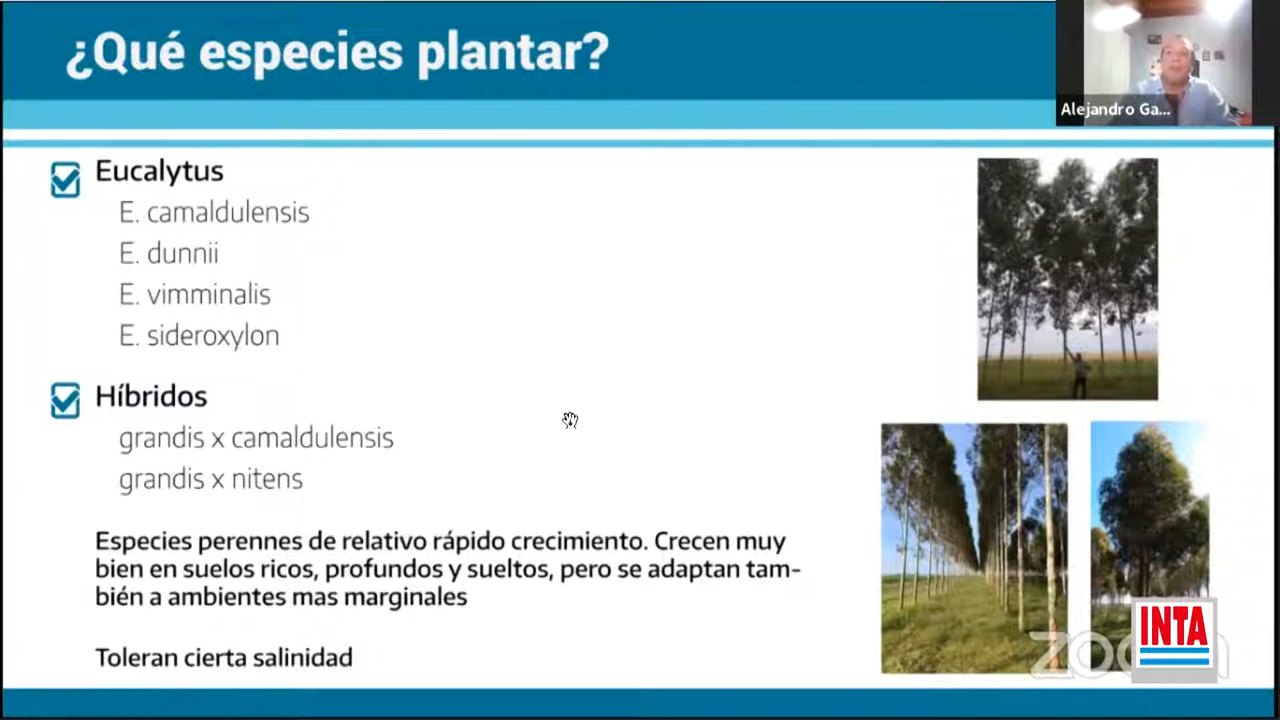 ¿Qué especies plantar?
Alejandro Ga...
Eucalytus
E. camaldulensis
E. dunnii
E. vimminalis
E. sideroxylon
Híbridos
grandis x camaldulensis
grandis x nitens
Especies perennes de relativo rápido crecimiento. Crecen muy
bien en suelos ricos, profundos y sueltos, pero se adaptan tam-
bién a ambientes mas marginales
Toleran cierta salinidad
zoom
INTA